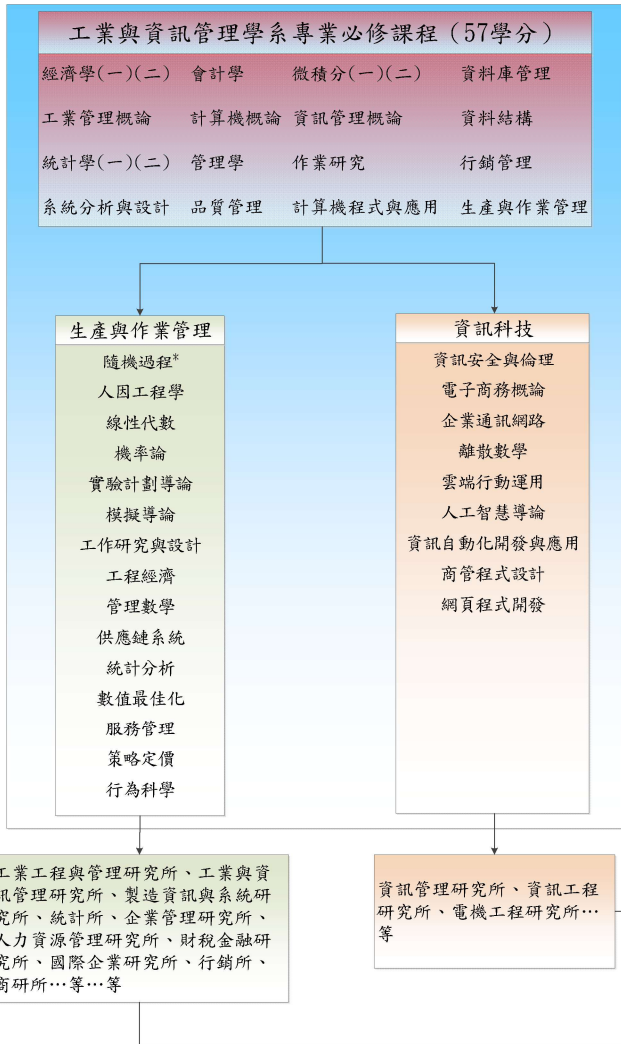 工業與資訊管理學系專業必修課程（57學分）
經濟學(一)(二) 會計學 微積分(一)(二) 資料庫管理
工業管理概論 計算機概論 資訊管理概論 資料結構
統計學(一)(二) 管理學 作業研究 行銷管理
系統分析與設計 品質管理 計算機程式與應用 生產與作業管理
生產與作業管理
隨機過程*
人因工程學
線性代數
機率論
實驗計劃導論
模擬導論
工作研究與設計
工程經濟
管理數學
供應鏈系統
統計分析
數值最佳化
服務管理
策略定價
行為科學
資訊科技
資訊安全與倫理
電子商務概論
企業通訊網路
離散數學
雲端行動運用
人工智慧導論
資訊自動化開發與應用
商管程式設計
網頁程式開發
工業工程與管理研究所、工業與資
訊管理研究所、製造資訊與系統研
究所、統計所、企業管理研究所、
人力資源管理研究所、財稅金融研
究所、國際企業研究所、行銷所、
商研所…等…等
資訊管理研究所、資訊工程
研究所、電機工程研究所…
等